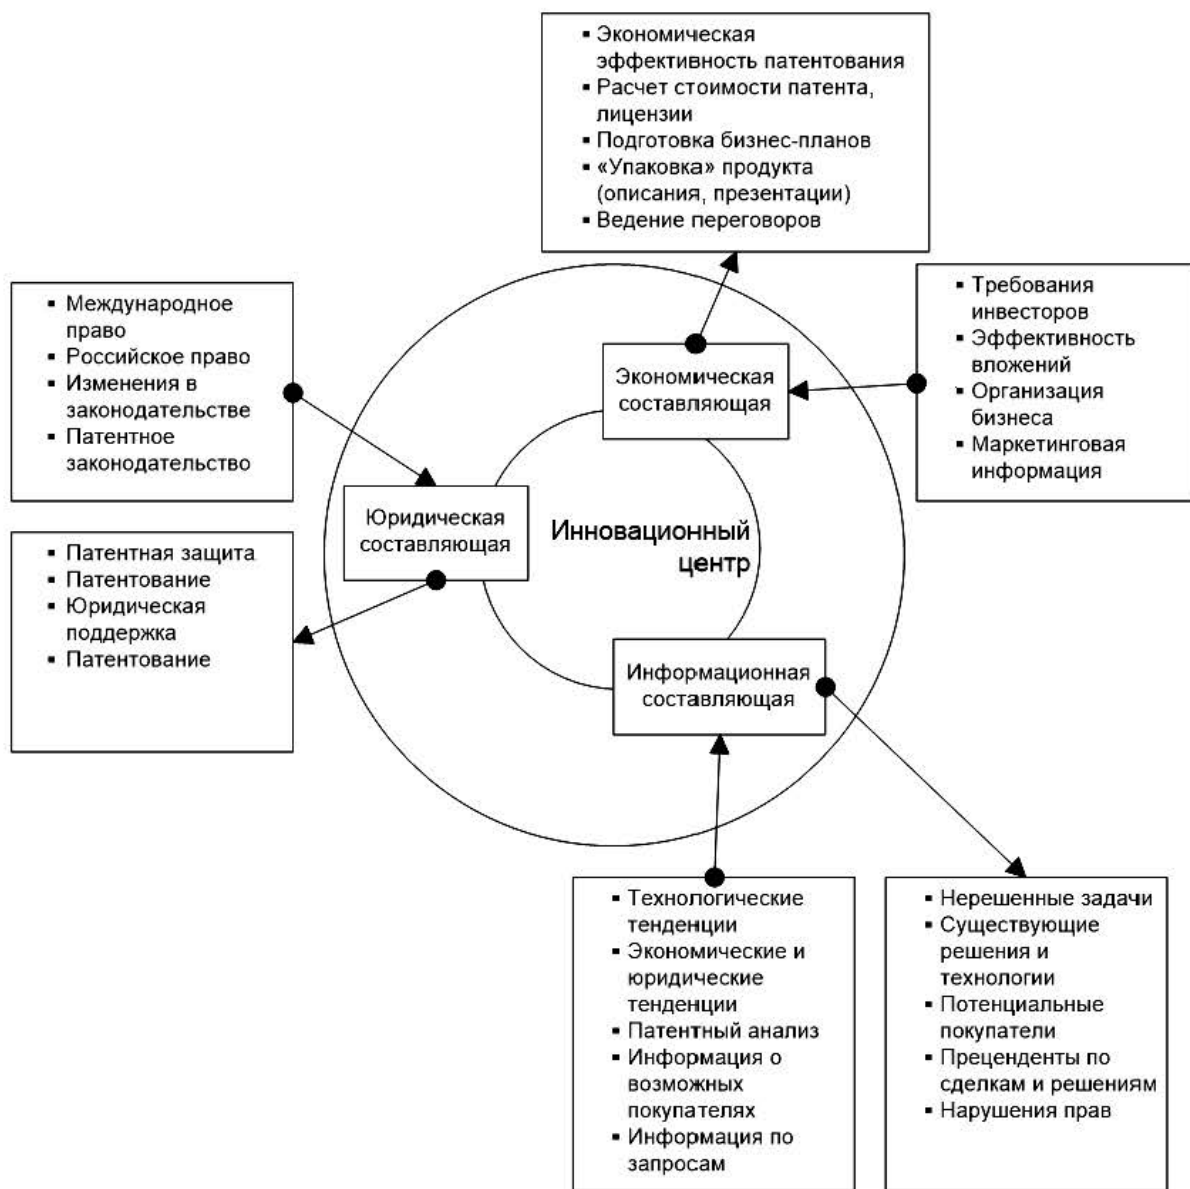 ▪ Экономическая
эффективность патентования
▪ Расчет стоимости патента,
лицензии
▪ Подготовка бизнес-планов
▪ «Упаковка» продукта
(описания, презентации)
▪ Ведение переговоров
▪ Международное
право
▪ Российское право
▪ Изменения в
законодательстве
▪ Патентное
законодательство
▪ Требования
инвесторов
▪ Эффективность
вложений
▪ Организация
бизнеса
▪ Маркетинговая
информация
Экономическая
составляющая
Юридическая
составляющая
Инновационный
центр
▪ Патентная защита
▪ Патентование
▪ Юридическая
поддержка
▪ Патентование
Информационная
составляющая
▪ Технологические
тенденции
▪ Экономические и
юридические
тенденции
▪ Патентный анализ
▪ Информация о
возможных
покупателях
▪ Информация по
запросам
▪ Нерешенные задачи
▪ Существующие
решения и
технологии
▪ Потенциальные
покупатели
▪ Преценденты по
сделкам и решениям
▪ Нарушения прав